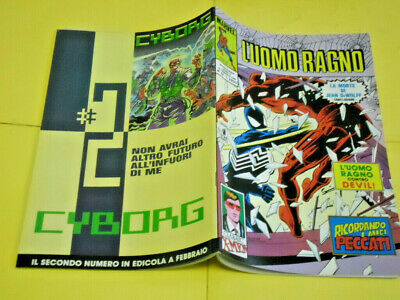 CYBORG
#2
NON AVRAI
ALTRO FUTURO
ALL'INFUORI
DI ME
CYBORG
IL SECONDO NUMERO IN EDICOLA A FEBBRAIO
MARVEL
L'UOMO RAGNO
LA MORTE
DI
JEAN DeWOLFF
L'UOMO
RAGNO
CONTRO
DEVIL!
RICORDANDO
I MIEI
PECCATI